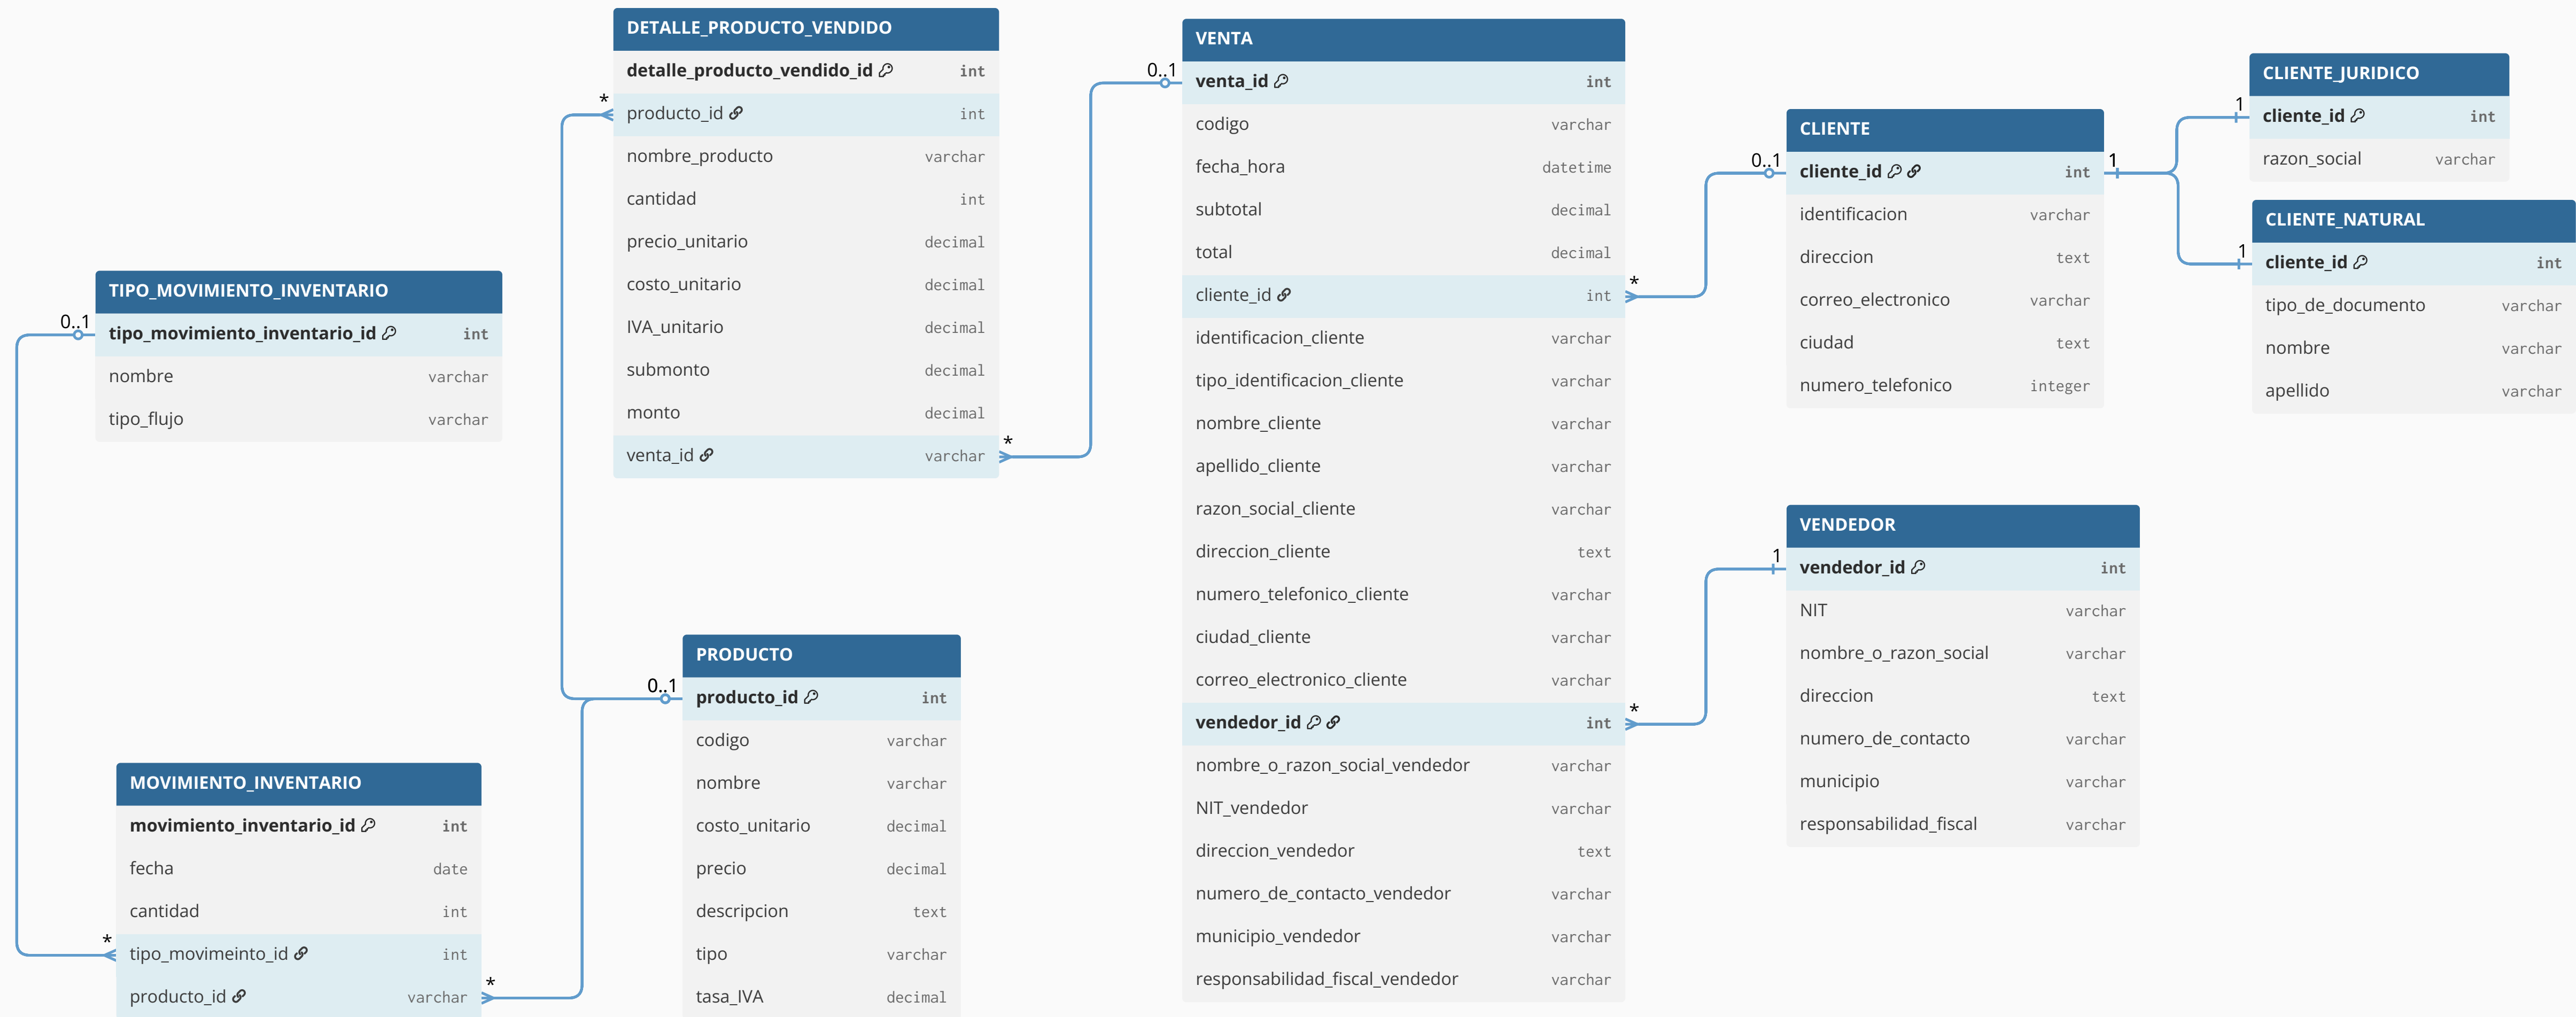 DETALLE_PRODUCTO_VENDIDO
detalle_producto_vendido_id int
producto_id int
nombre_producto varchar
cantidad int
precio_unitario decimal
costo_unitario decimal
IVA_unitario decimal
submonto decimal
monto decimal
venta_id varchar
*
*
VENTA
0..1
venta_id int
codigo varchar
fecha_hora datetime
subtotal decimal
total decimal
cliente_id int
*
identificacion_cliente varchar
tipo_identificacion_cliente varchar
nombre_cliente varchar
apellido_cliente varchar
razon_social_cliente varchar
direccion_cliente text
numero_telefonico_cliente varchar
ciudad_cliente varchar
correo_electronico_cliente varchar
vendedor_id int
*
nombre_o_razon_social_vendedor varchar
NIT_vendedor varchar
direccion_vendedor text
numero_de_contacto_vendedor varchar
municipio_vendedor varchar
responsabilidad_fiscal_vendedor varchar
CLIENTE
0..1
cliente_id int
1
identificacion varchar
direccion text
correo_electronico varchar
ciudad text
numero_telefonico integer
CLIENTE_JURIDICO
1
cliente_id int
razon_social varchar
CLIENTE_NATURAL
1
cliente_id int
tipo_de_documento varchar
nombre varchar
apellido varchar
VENDEDOR
1
vendedor_id int
NIT varchar
nombre_o_razon_social varchar
direccion text
numero_de_contacto varchar
municipio varchar
responsabilidad_fiscal varchar
TIPO_MOVIMIENTO_INVENTARIO
0..1
tipo_movimiento_inventario_id int
nombre varchar
tipo_flujo varchar
PRODUCTO
0..1
producto_id int
codigo varchar
nombre varchar
costo_unitario decimal
precio decimal
descripcion text
tipo varchar
tasa_IVA decimal
MOVIMIENTO_INVENTARIO
movimiento_inventario_id int
fecha date
cantidad int
*
tipo_movimeinto_id int
*
producto_id varchar